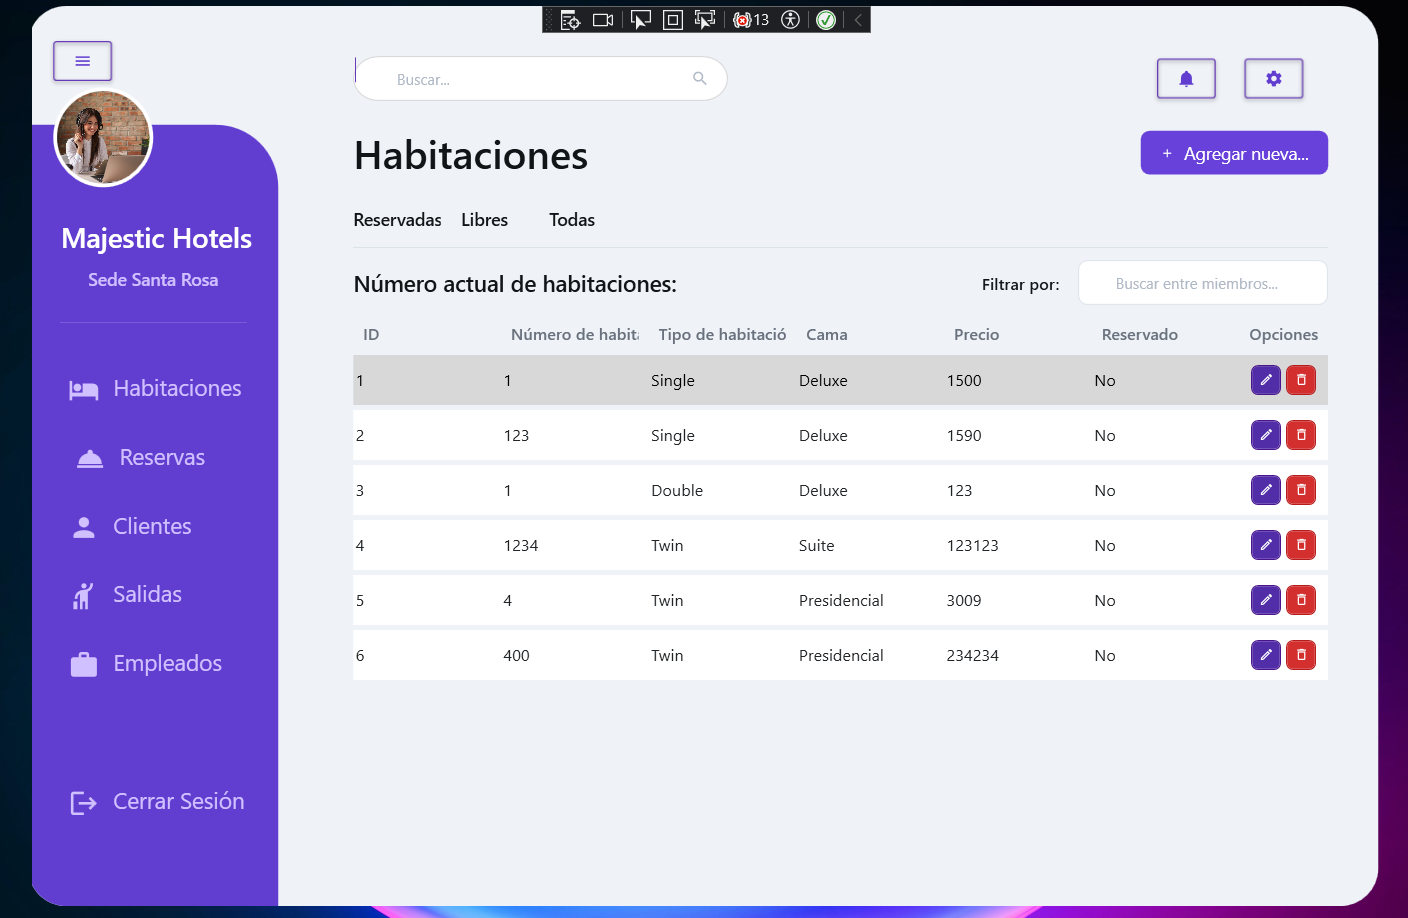 13
Buscar...
Habitaciones
+ Agregar nueva...
Majestic Hotels
Sede Santa Rosa
Habitaciones
Reservas
Clientes
Salidas
Empleados
Cerrar Sesión
Reservadas Libres Todas
Número actual de habitaciones:
Filtrar por: Buscar entre miembros...
ID Número de habita Tipo de habitació Cama Precio Reservado Opciones
1 1 Single Deluxe 1500 No
2 123 Single Deluxe 1590 No
3 1 Double Deluxe 123 No
4 1234 Twin Suite 123123 No
5 4 Twin Presidencial 3009 No
6 400 Twin Presidencial 234234 No